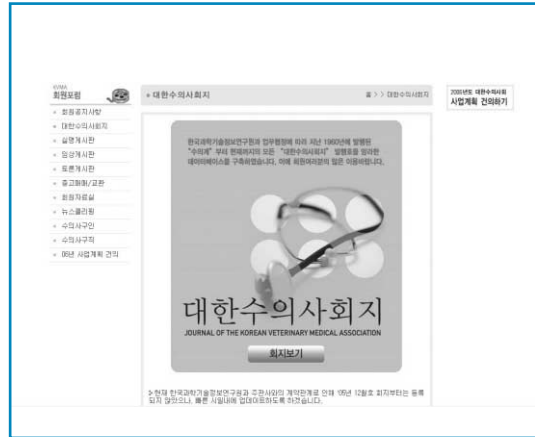 KVMA
회원포럼
회원공지사항
대한수의사회지
실명게시판
임상게시판
토론게시판
중고매매/교환
회원자료실
뉴스클리핑
수의사구인
수의사구직
06년 사업계획 건의
대한수의사회지
홈 > > 대한수의사회지
2006년도 대한수의사회
사업계획 건의하기
한국과학기술정보연구원과 업무협정에 따라 지난 1960년에 발행된
"수의계" 부터 현재까지의 모든 "대한수의사회지" 발행호를 망라한
데이터베이스를 구축하였습니다. 이에 회원여러분의 많은 이용바랍니다.
대한수의사회지
JOURNAL OF THE KOREAN VETERINARY MEDICAL ASSOCIATION
회지보기
현재 한국과학기술정보연구원과 주관사와의 계약관계로 인해 '05년 12월호 회지부터는 등록
되지 않았으나, 빠른 시일내에 업데이트하도록 하겠습니다.